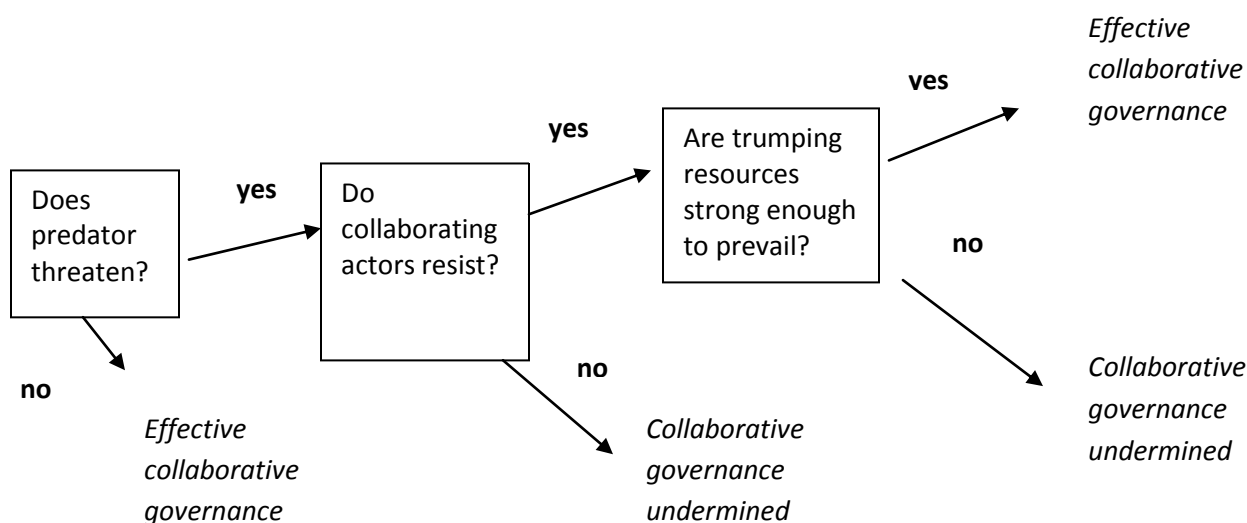 Does
predator
threaten?
yes
no
Effective
collaborative
governance
Do
collaborating
actors resist?
yes
no
Collaborative
governance
undermined
Are trumping
resources
strong enough
to prevail?
yes
Effective
collaborative
governance
no
Collaborative
governance
undermined